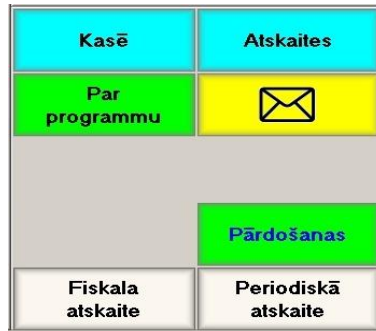 Kasē
Atskaites
Par
programmu
Pārdošanas
Fiskala
atskaite
Periodiskā
atskaite